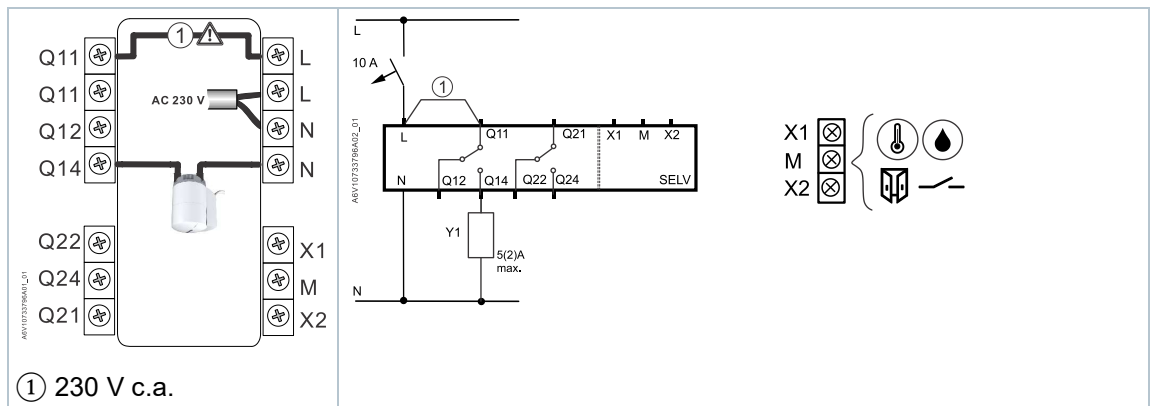 ①
Q11
L
Q11
AC 230 V
L
Q12
N
Q14
N
Q22
X1
Q24
M
Q21
X2
A6V10733796A01_01
① 230 V c.a.
L
10 A
①
A6V10733796A02_01
L
Q11
Q21
X1
M
X2
N
Q12
Q14
Q22
Q24
SELV
Y1
5(2)A
max.
N
X1
M
X2